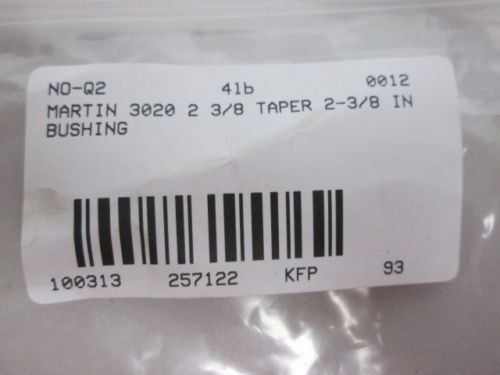 NO-Q2 41b 0012
MARTIN 3020 2 3/8 TAPER 2-3/8 IN
BUSHING
100313 257122 KFP 93